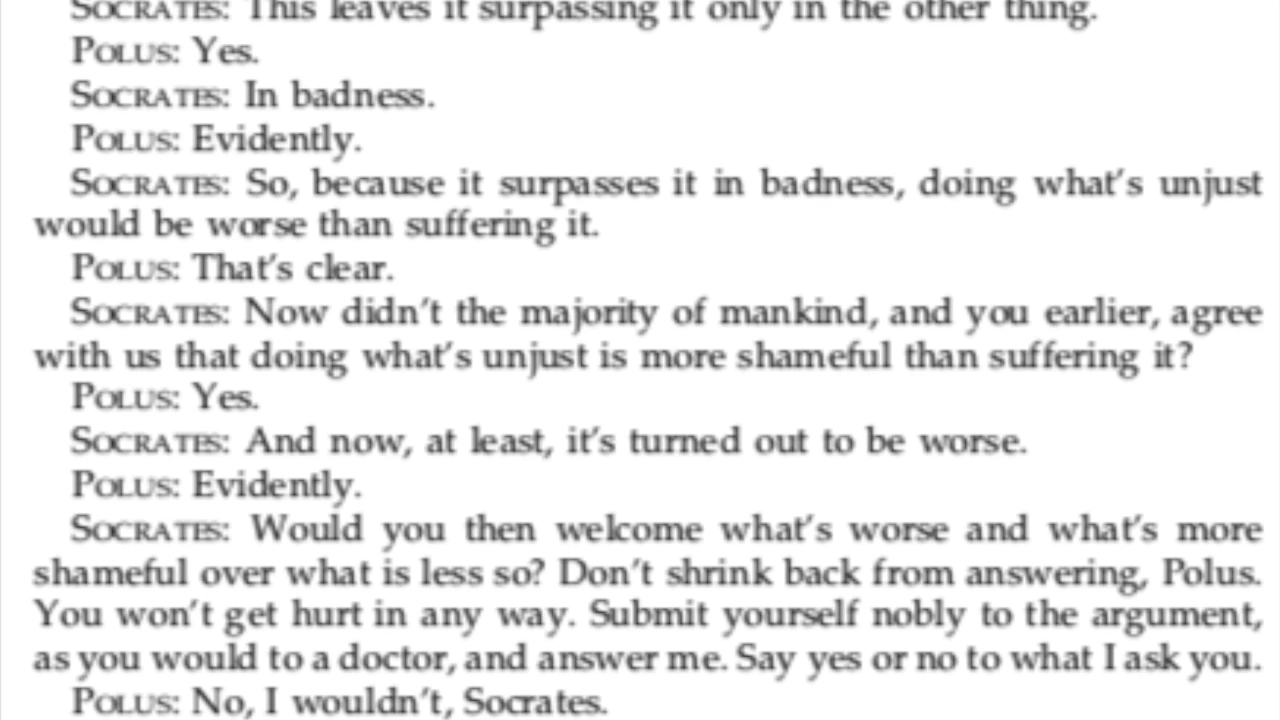 SOCRATES: This leaves it surpassing it only in the other thing.
POLUS: Yes.
SOCRATES: In badness.
POLUS: Evidently.
SOCRATES: So, because it surpasses it in badness, doing what's unjust
would be worse than suffering it.
POLUS: That's clear.
SOCRATES: Now didn't the majority of mankind, and you earlier, agree
with us that doing what's unjust is more shameful than suffering it?
POLUS: Yes.
SOCRATES: And now, at least, it's turned out to be worse.
POLUS: Evidently.
SOCRATES: Would you then welcome what's worse and what's more
shameful over what is less so? Don't shrink back from answering, Polus.
You won't get hurt in any way. Submit yourself nobly to the argument,
as you would to a doctor, and answer me. Say yes or no to what I ask you.
POLUS: No, I wouldn't, Socrates.